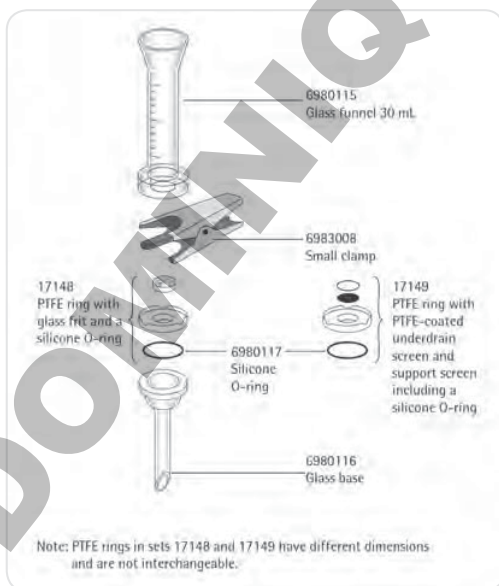 6980115
Glass funnel 30 mL
6983008
Small clamp
17148
PTFE ring with
glass frit and a
silicone O-ring
6980117
Silicone
O-ring
17149
PTFE ring with
PTFE-coated
underdrain
screen and
support screen
including a
silicone O-ring
6980116
Glass base
Note: PTFE rings in sets 17148 and 17149 have different dimensions
and are not interchangeable.
DOMINIQ